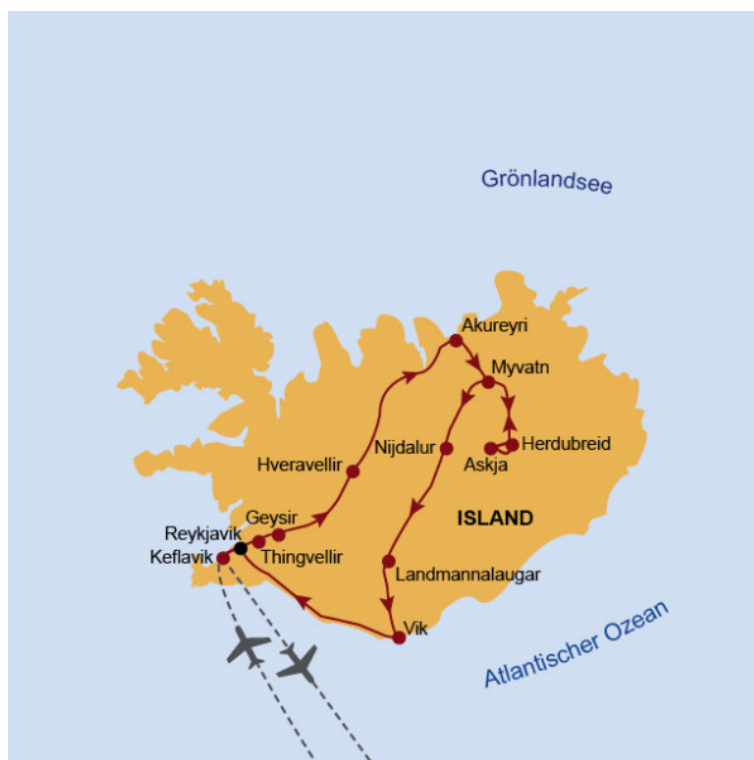 Grönlandsee
Akureyri
Myvatn
Nijdalur
Herdubreid
Hveravellir
Askja
Geysir
ISLAND
Reykjavik
Keflavik
Thingvellir
Landmannalaugar
Vik
Atlantischer Ozean